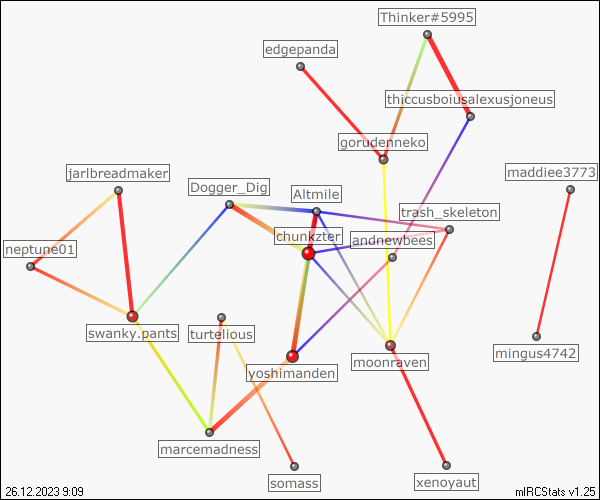 Thinker#5995
edgepanda
thiccusboiusalexusjoneus
gorudenneko
maddiee3773
jarlbreadmaker
Dogger_Dig
Altmile
trash_skeleton
chunkzter
andnewbees
neptupe01
swanky.pants
turtelious
mingus4742
moonraven
yoshimanden
marcemadness
somass
xenoyaut
26.12.2023 9:09
mIRCStats v1.25